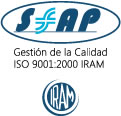 SFAP
Gestión de la Calidad
ISO 9001:2000 IRAM
IRAM